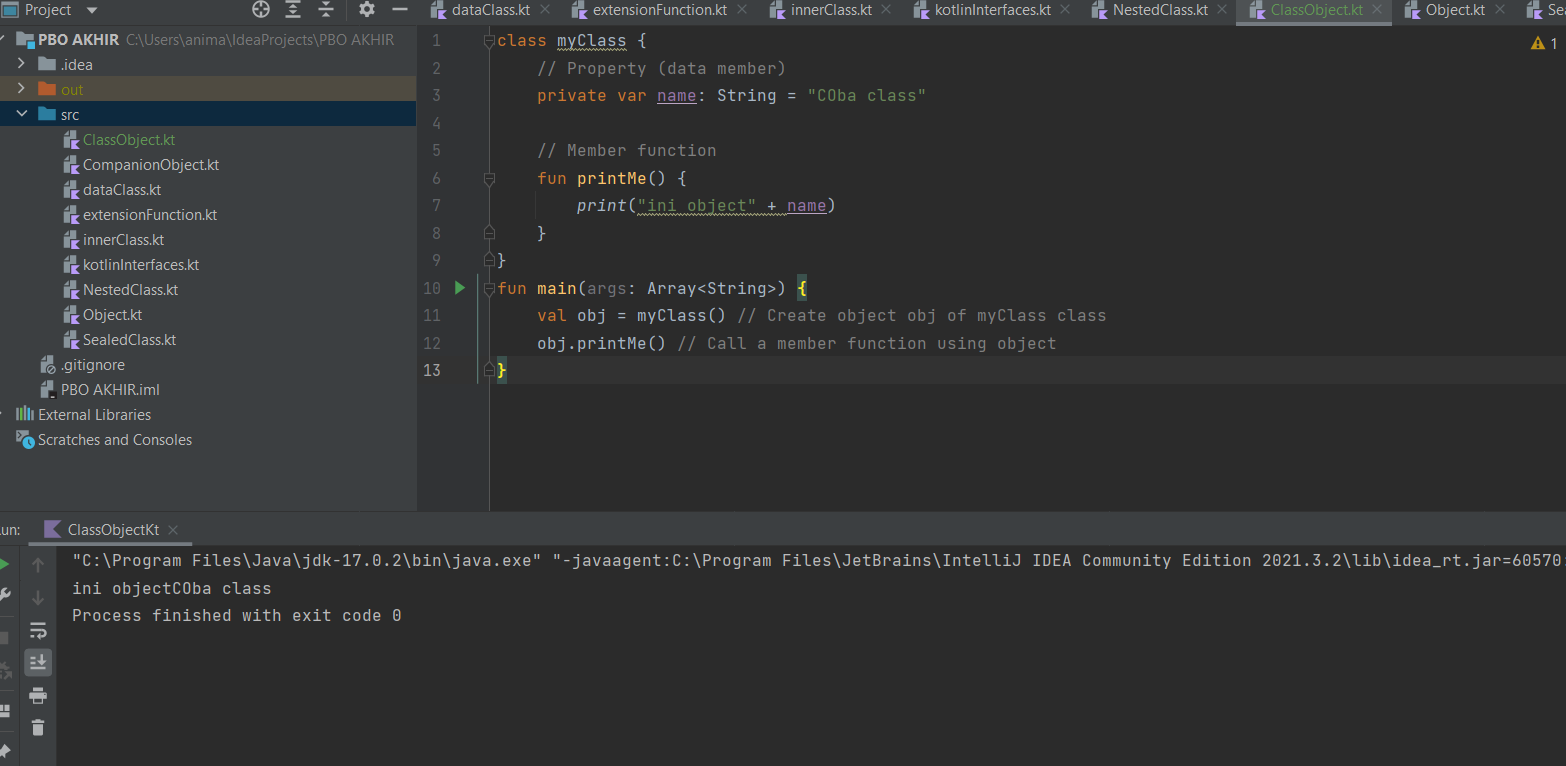 Project
dataClass.kt
extensionFunction.kt
innerClass.kt
kotlinInterfaces.kt
NestedClass.kt
ClassObject.kt
Object.kt
PBO AKHIR C:\Users\anima\IdeaProjects\PBO AKHIR
.idea
out
src
ClassObject.kt
CompanionObject.kt
dataClass.kt
extensionFunction.kt
innerClass.kt
kotlinInterfaces.kt
NestedClass.kt
Object.kt
SealedClass.kt
.gitignore
PBO AKHIR.iml
External Libraries
Scratches and Consoles
1
1 class myClass {
2 // Property (data member)
3 private var name: String = "COba class"
4
5 // Member function
6 fun printMe() {
7 print("ini object" + name)
8 }
9 }
10 fun main(args: Array<String>) {
11 val obj = myClass() // Create object obj of myClass class
12 obj.printMe() // Call a member function using object
13 }
un:
ClassObjectKt
"C:\Program Files\Java\jdk-17.0.2\bin\java.exe" "-javaagent:C:\Program Files\JetBrains\IntelliJ IDEA Community Edition 2021.3.2\lib\idea_rt.jar=60570
ini objectCOba class
Process finished with exit code 0